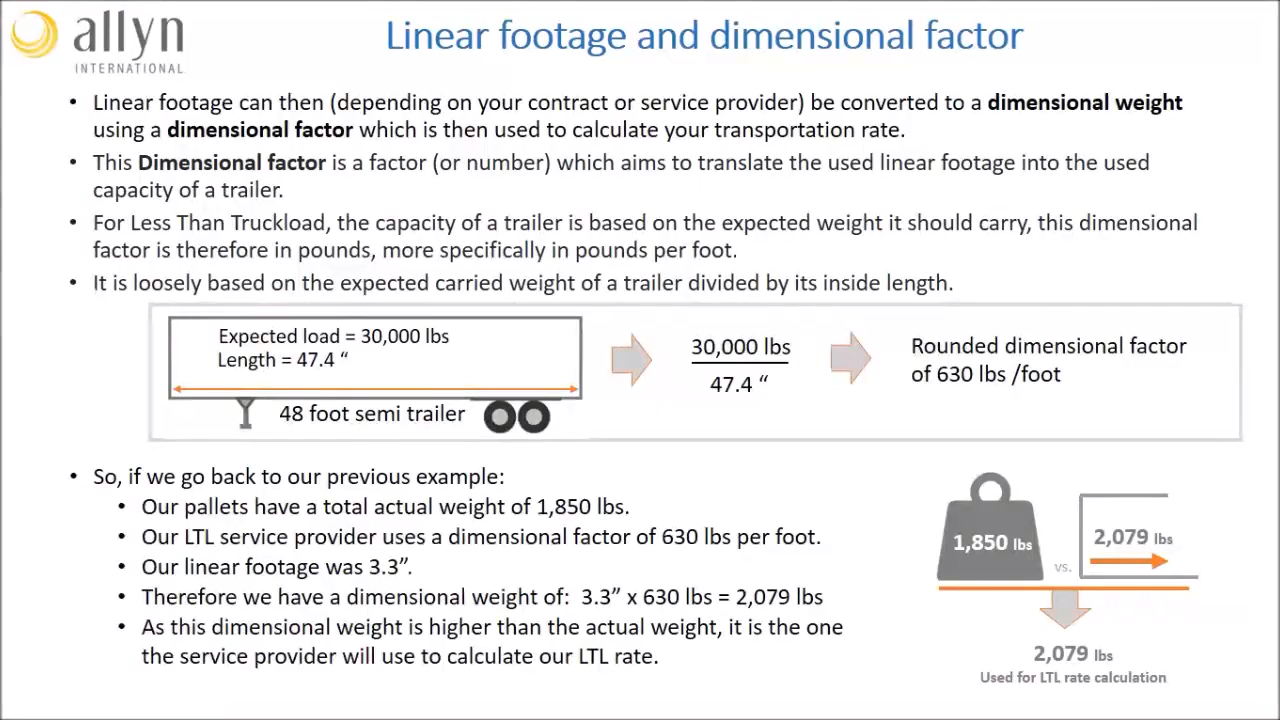 allyn
INTERNATIONAL
Linear footage and dimensional factor
• Linear footage can then (depending on your contract or service provider) be converted to a dimensional weight
using a dimensional factor which is then used to calculate your transportation rate.
• This Dimensional factor is a factor (or number) which aims to translate the used linear footage into the used
capacity of a trailer.
• For Less Than Truckload, the capacity of a trailer is based on the expected weight it should carry, this dimensional
factor is therefore in pounds, more specifically in pounds per foot.
• It is loosely based on the expected carried weight of a trailer divided by its inside length.
Expected load = 30,000 lbs
Length = 47.4 “
48 foot semi trailer
30,000 lbs
47.4 “
Rounded dimensional factor
of 630 lbs /foot
• So, if we go back to our previous example:
• Our pallets have a total actual weight of 1,850 lbs.
• Our LTL service provider uses a dimensional factor of 630 lbs per foot.
• Our linear footage was 3.3”.
• Therefore we have a dimensional weight of: 3.3” x 630 lbs = 2,079 lbs
• As this dimensional weight is higher than the actual weight, it is the one
the service provider will use to calculate our LTL rate.
1,850 lbs
vs.
2,079 lbs
2,079 lbs
Used for LTL rate calculation